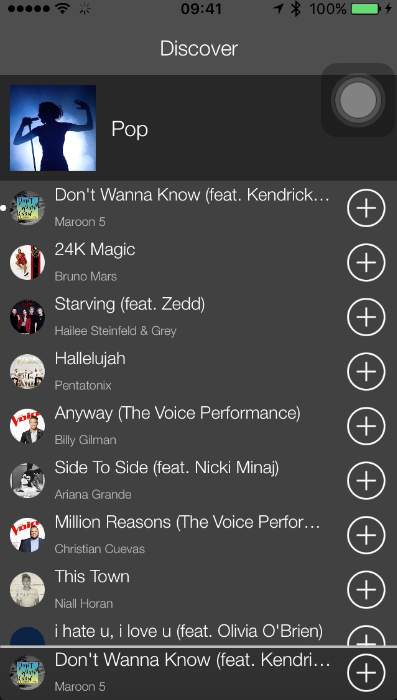 09:41
100%
Discover
Pop
Don't Wanna Know (feat. Kendrick…
Maroon 5
24K Magic
Bruno Mars
Starving (feat. Zedd)
Hailee Steinfeld & Grey
Hallelujah
Pentatonix
Anyway (The Voice Performance)
Billy Gilman
Side To Side (feat. Nicki Minaj)
Ariana Grande
Million Reasons (The Voice Perfor…
Christian Cuevas
This Town
Niall Horan
i hate u, i love u (feat. Olivia O'Brien)
Don't Wanna Know (feat. Kendri…
Maroon 5